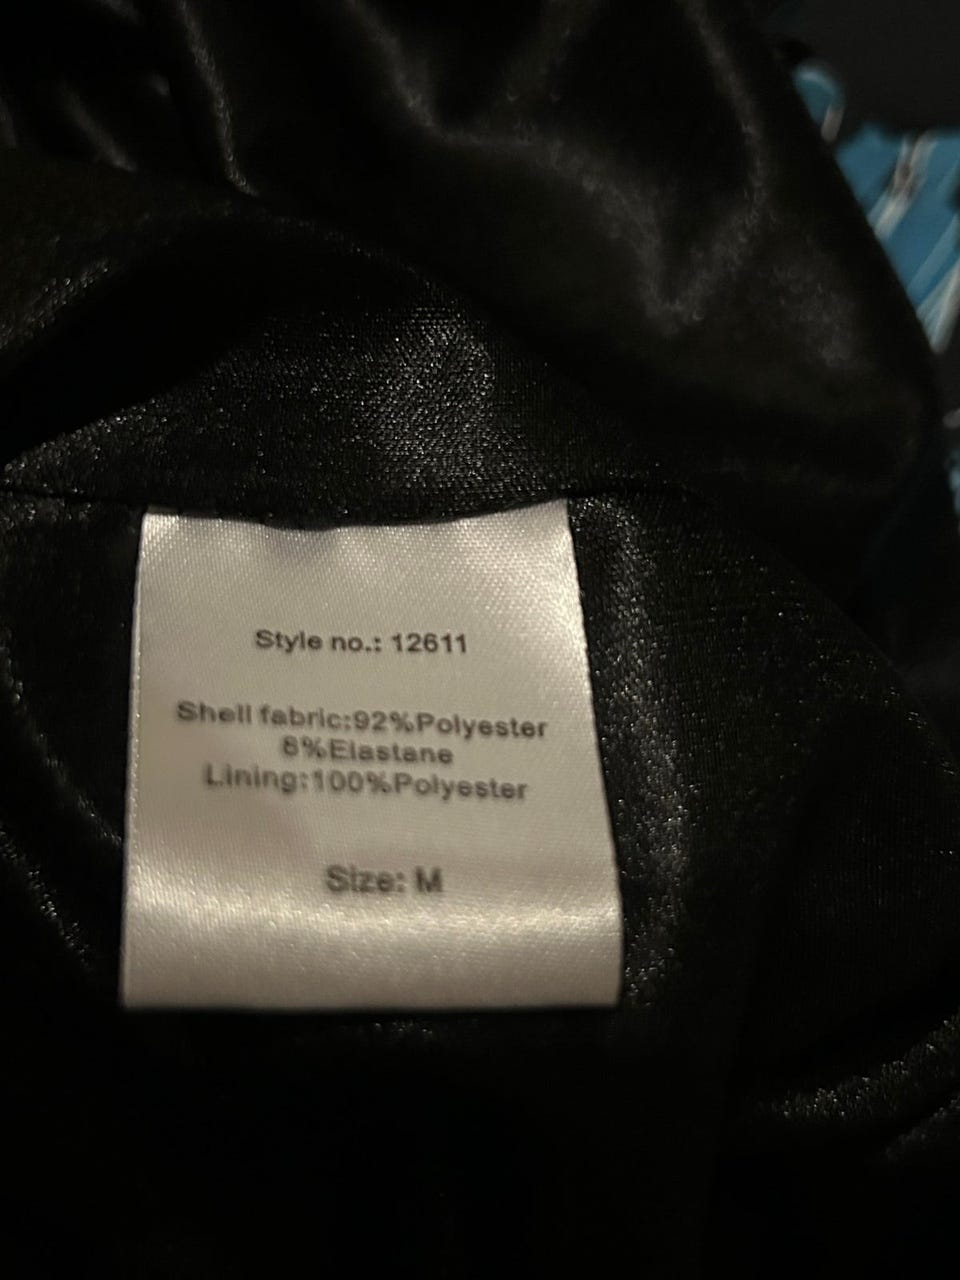 Style no.: 12611
Shell fabric:92%Polyester
8%Elastane
Lining:100%Polyester
Size: M